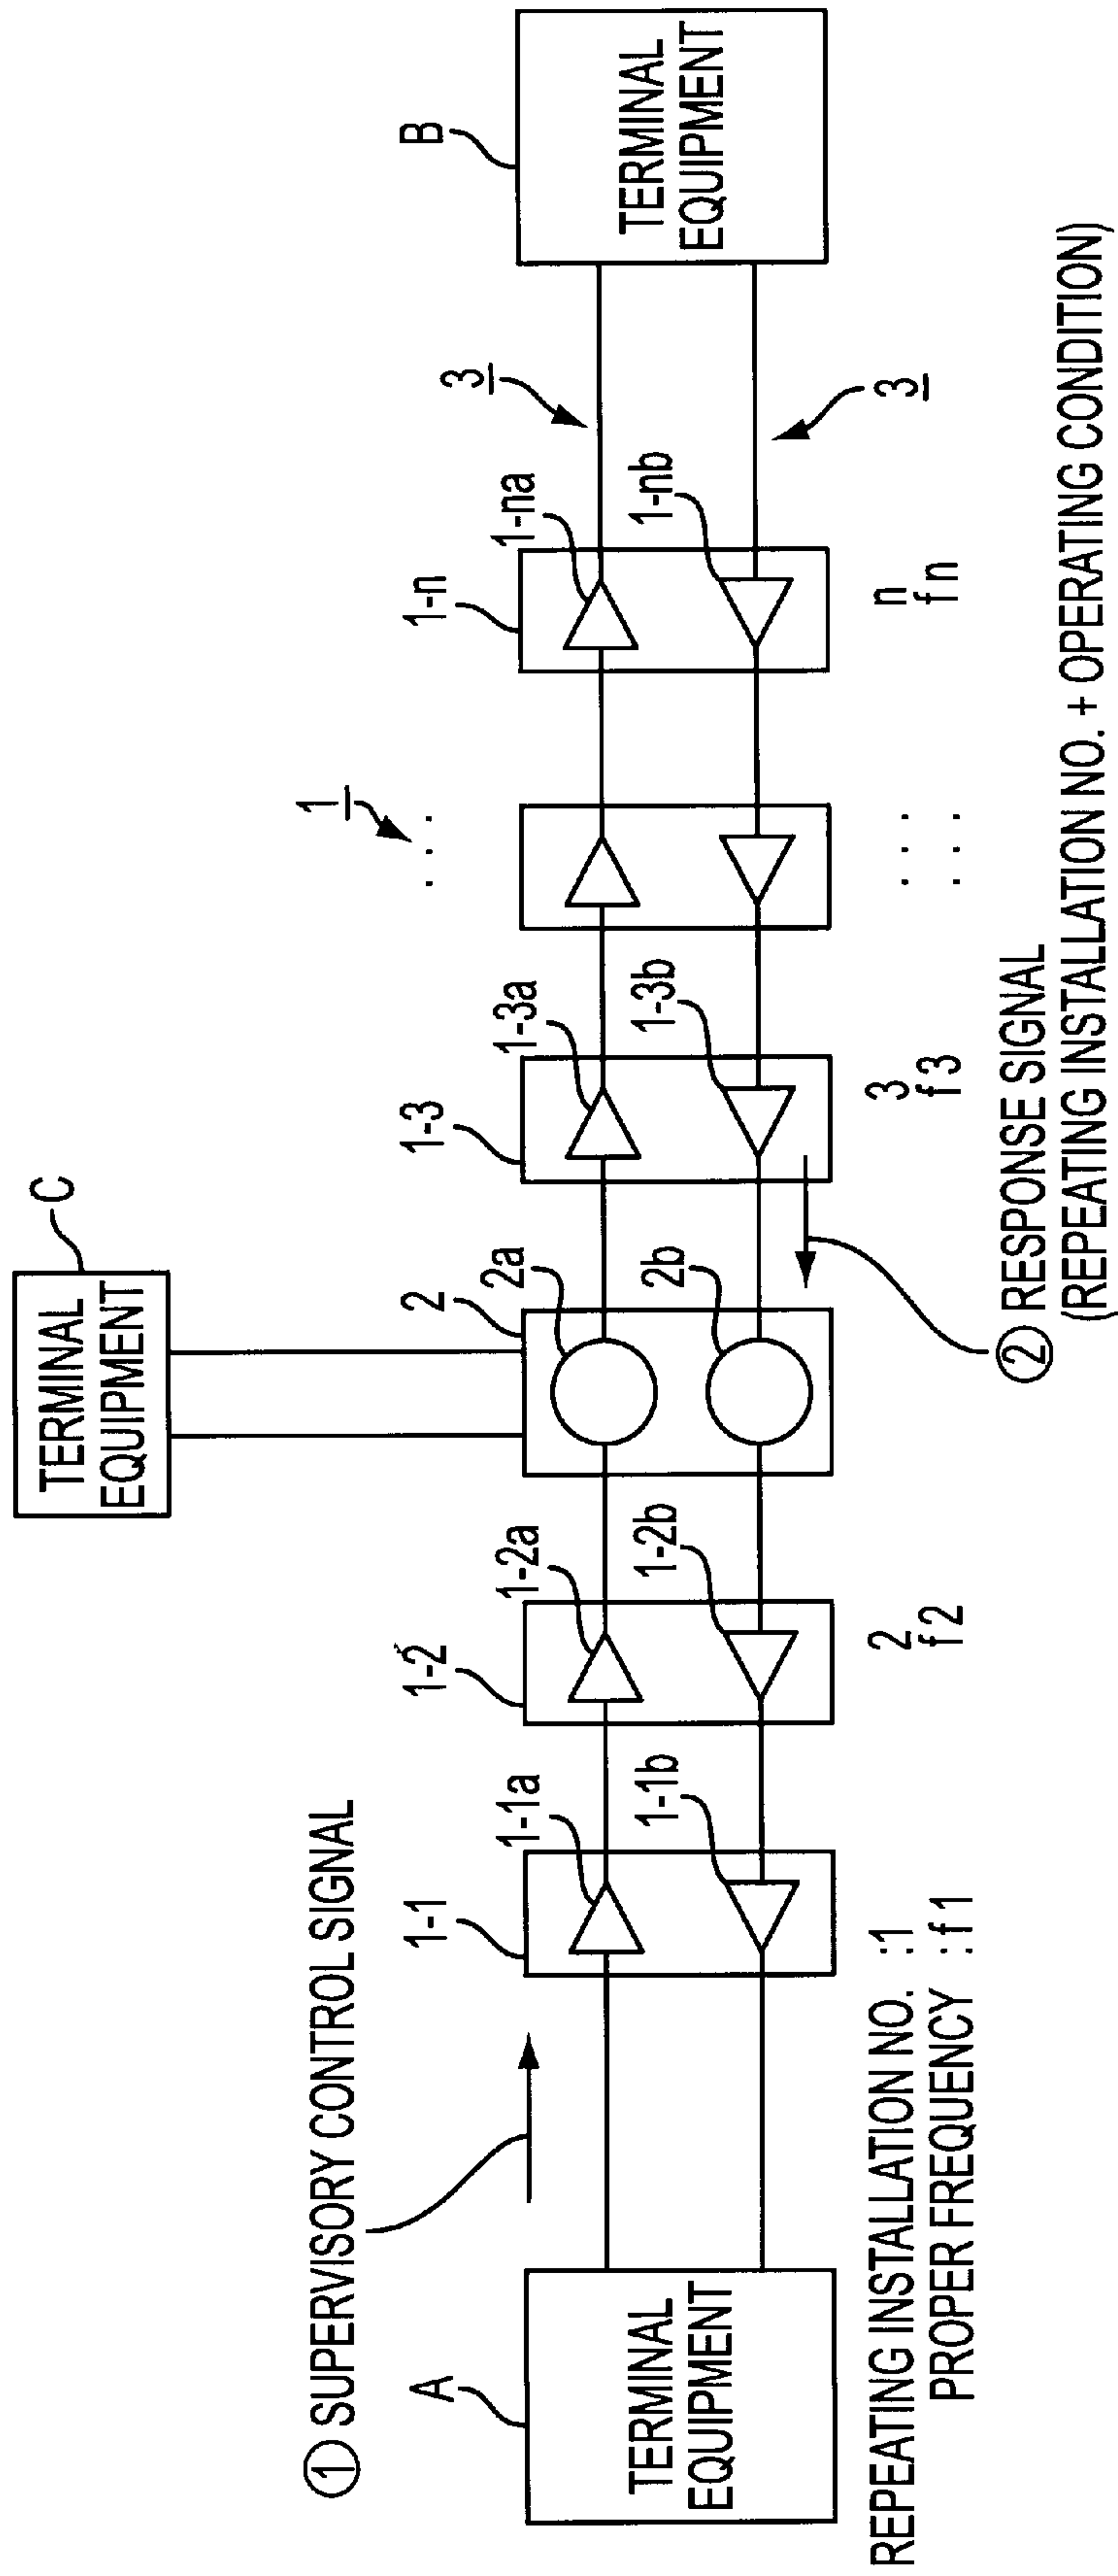 TERMINAL
EQUIPMENT
C
① SUPERVISORY CONTROL SIGNAL
1
A
1-1
1-2
2
1-3
1-n
B
3
1-1a
1-2a
2a
1-3a
. . .
1-na
TERMINAL
EQUIPMENT
TERMINAL
EQUIPMENT
1-1b
1-2b
2b
1-3b
1-nb
3
REPEATING INSTALLATION NO. :1
2
3
. . .
n
PROPER FREQUENCY :f1
f2
f3
. . .
fn
② RESPONSE SIGNAL
(REPEATING INSTALLATION NO. + OPERATING CONDITION)